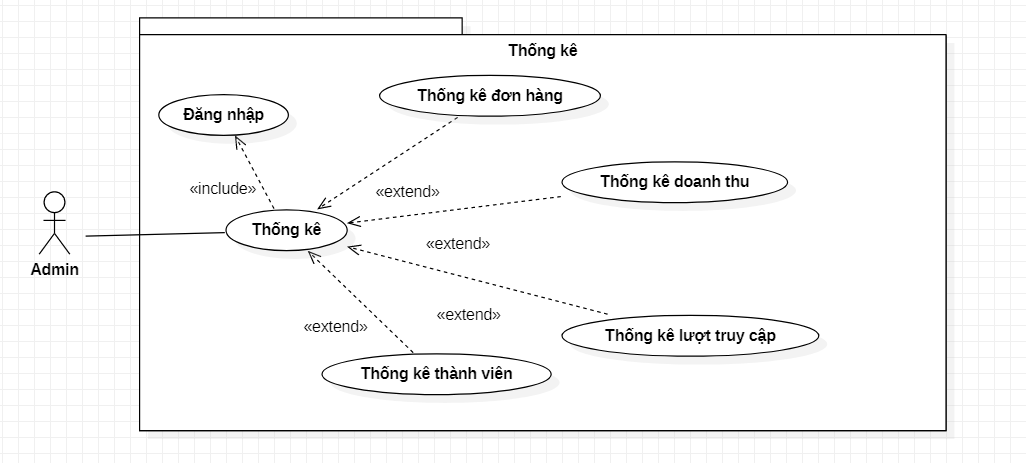 Thống kê
Thống kê đơn hàng
Đăng nhập
Thống kê doanh thu
«include»
«extend»
Thống kê
«extend»
Admin
«extend»
«extend»
Thống kê lượt truy cập
Thống kê thành viên